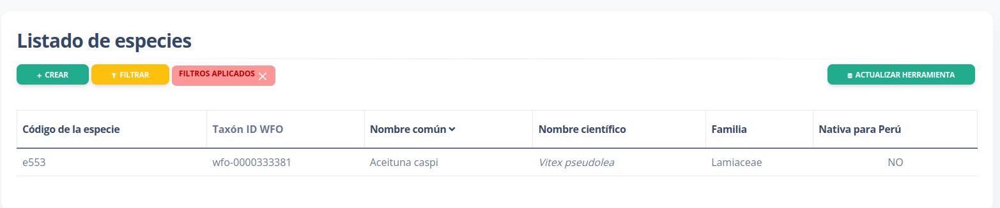 Listado de especies
+ CREAR FILTRAR FILTROS APLICADOS ACTUALIZAR HERRAMIENTA
Código de la especie Taxón ID WFO Nombre común Nombre científico Familia Nativa para Perú
e553 wfo-0000333381 Aceituna caspi Vitex pseudolea Lamiaceae NO